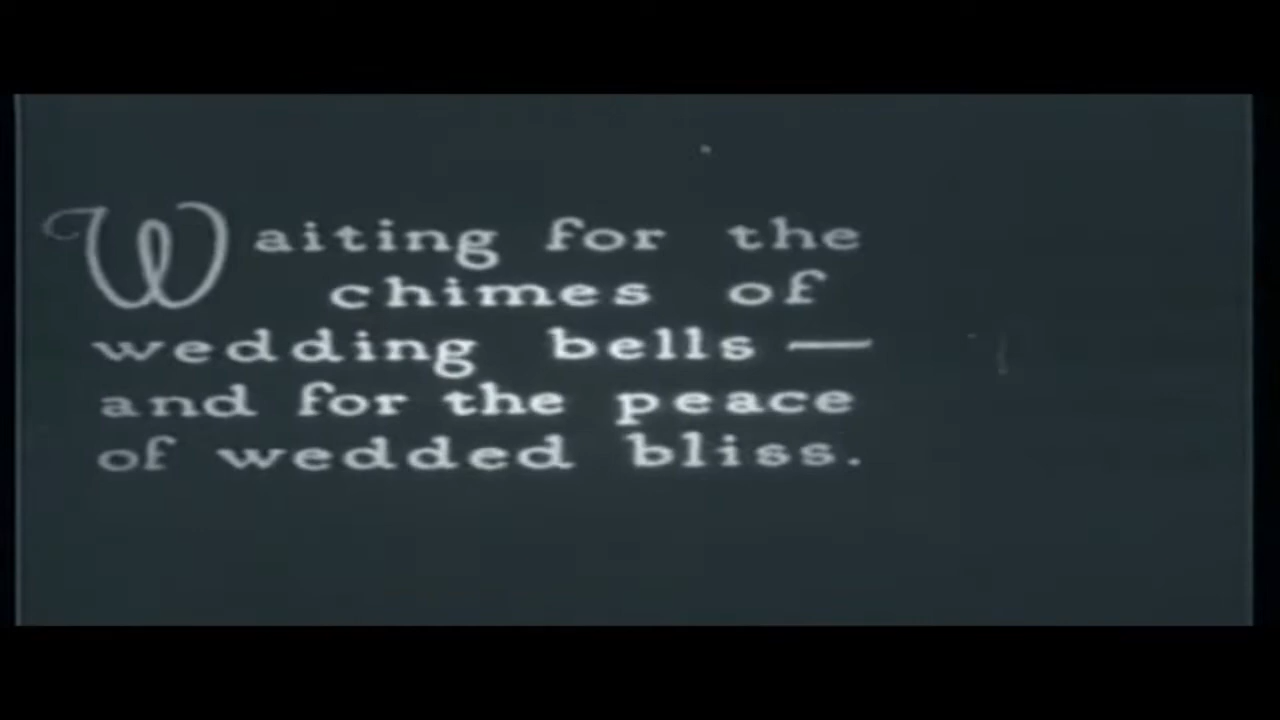 Waiting for the
chimes of
wedding bells —
and for the peace
of wedded bliss.